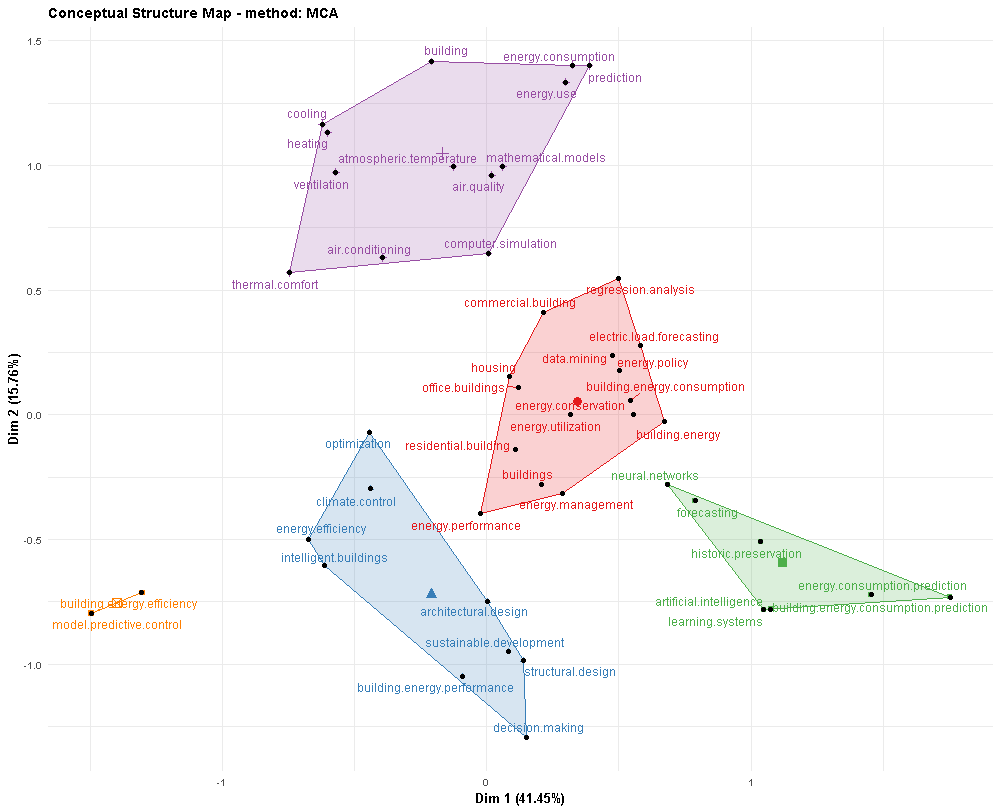 Conceptual Structure Map - method: MCA
1.5
building
energy.consumption
prediction
energy.use
cooling
heating
atmospheric.temperature
mathematical.models
1.0
ventilation
air.quality
computer.simulation
air.conditioning
thermal.comfort
0.5
regression.analysis
commercial.building
electric.load.forecasting
data.mining
energy.policy
housing
office.buildings
building.energy.consumption
energy.conservation
0.0
energy.utilization
building.energy
optimization
residential.building
buildings
neural.networks
climate.control
energy.management
forecasting
energy.performance
energy.efficiency
-0.5
intelligent.buildings
historic.preservation
energy.consumption.prediction
building.energy.efficiency
artificial.intelligence
building.energy.consumption.prediction
architectural.design
model.predictive.control
learning.systems
sustainable.development
-1.0
structural.design
building.energy.performance
decision.making
-1
0
1
Dim 1 (41.45%)
Dim 2 (15.76%)